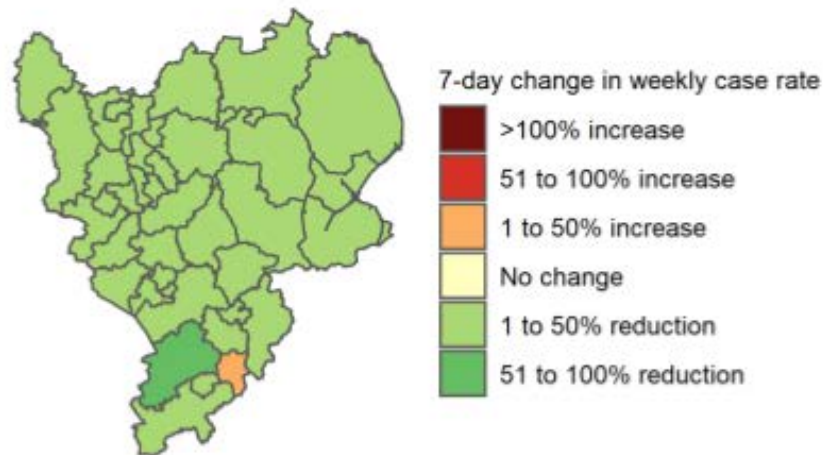 7-day change in weekly case rate
>100% increase
51 to 100% increase
1 to 50% increase
No change
1 to 50% reduction
51 to 100% reduction